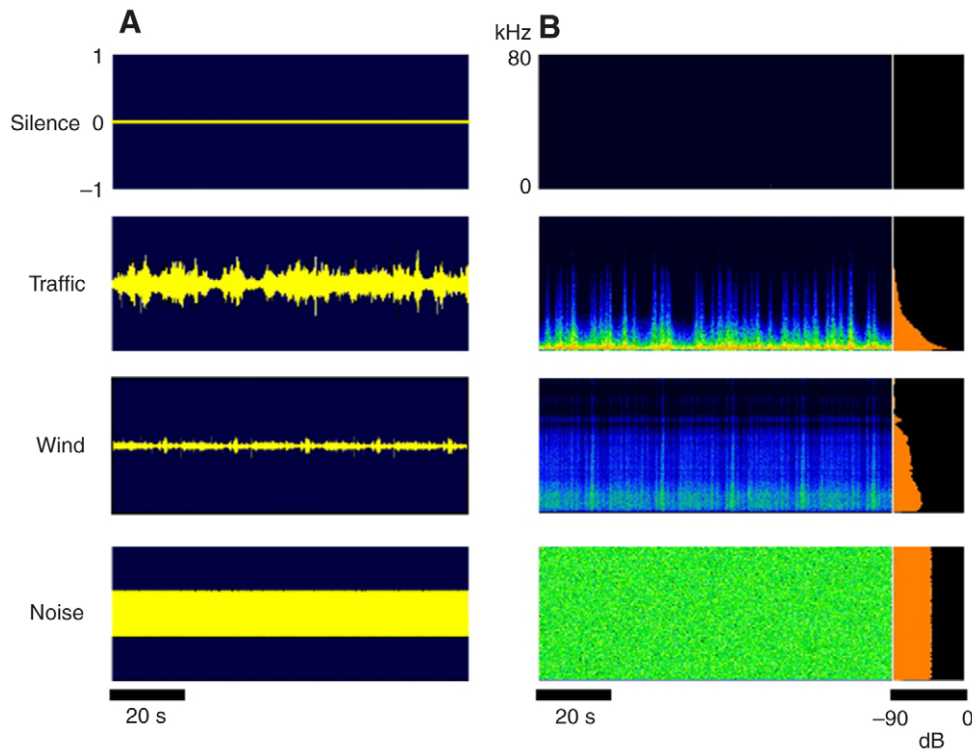 A
kHz B
1
80
Silence 0
−1
0
Traffic
Wind
Noise
20 s
20 s
−90 0
dB